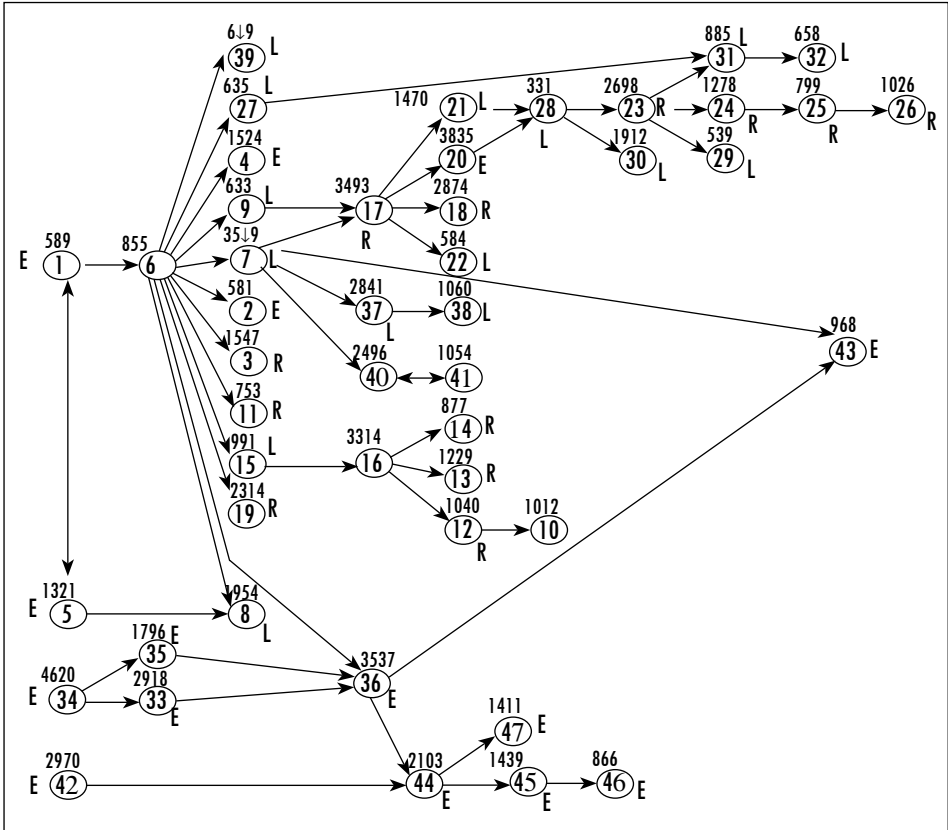 6↓9
39 L
635 L
27
1524
4 E
633 L
9
35↓9
7 L
581
2 E
1547
3 R
753
11 R
991 L
15
2314
19 R
1954
8
L
589
E 1
855
6
1321
E 5
3493
17
R
1470 21 L
3835
20 E
2874
18 R
584
22 L
331
28
L
2698
23 R
1912
30 L
885 L
31
658
32 L
1278
24
R
799
25
R
1026
26 R
539
29 L
2841
37
L
1060
38 L
2496
40
1054
41
968
43 E
3314
16
877
14 R
1229
13 R
1040
12
R
1012
10
1796 E
35
4620
E 34
2918
33
E
3537
36
E
2970
E 42
2103
44
E
1411
47 E
1439
45
E
866
46 E